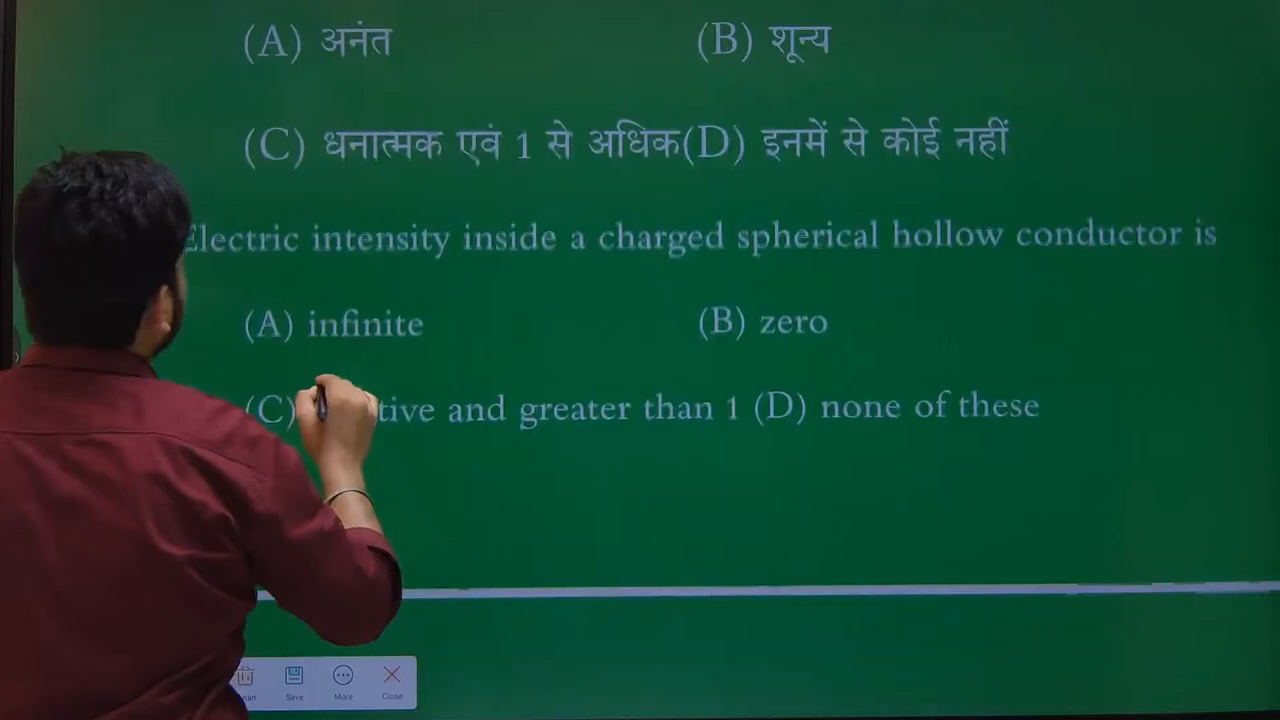 (A) अनंत (B) शून्य
(C) धनात्मक एवं 1 से अधिक(D) इनमें से कोई नहीं
Electric intensity inside a charged spherical hollow conductor is
(A) infinite (B) zero
(C) and greater than 1 (D) none of these
Save More Close